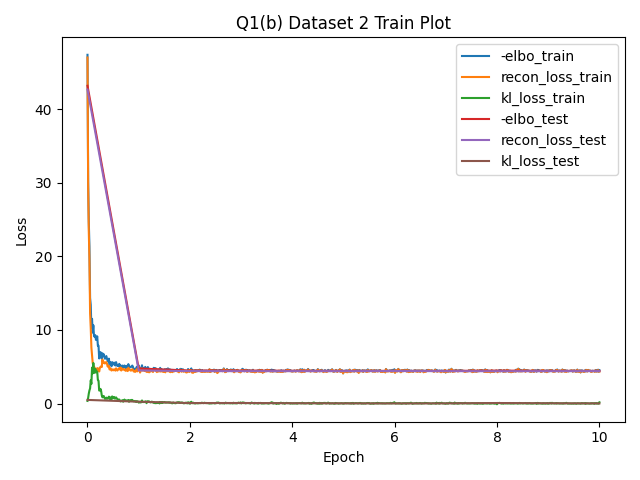 Q1(b) Dataset 2 Train Plot
-elbo_train
recon_loss_train
kl_loss_train
-elbo_test
recon_loss_test
kl_loss_test
Loss
40
30
20
10
0
0 2 4 6 8 10
Epoch